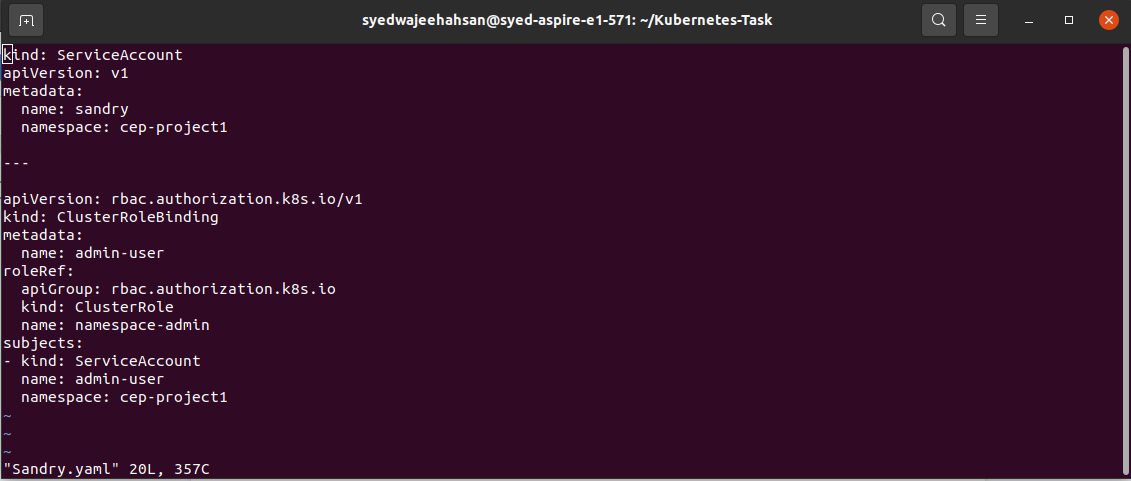 syedwajeehahsan@syed-aspire-e1-571: ~/Kubernetes-Task
kind: ServiceAccount
apiVersion: v1
metadata:
  name: sandry
  namespace: cep-project1

---

apiVersion: rbac.authorization.k8s.io/v1
kind: ClusterRoleBinding
metadata:
  name: admin-user
roleRef:
  apiGroup: rbac.authorization.k8s.io
  kind: ClusterRole
  name: namespace-admin
subjects:
- kind: ServiceAccount
  name: admin-user
  namespace: cep-project1
~
~
~
"Sandry.yaml" 20L, 357C